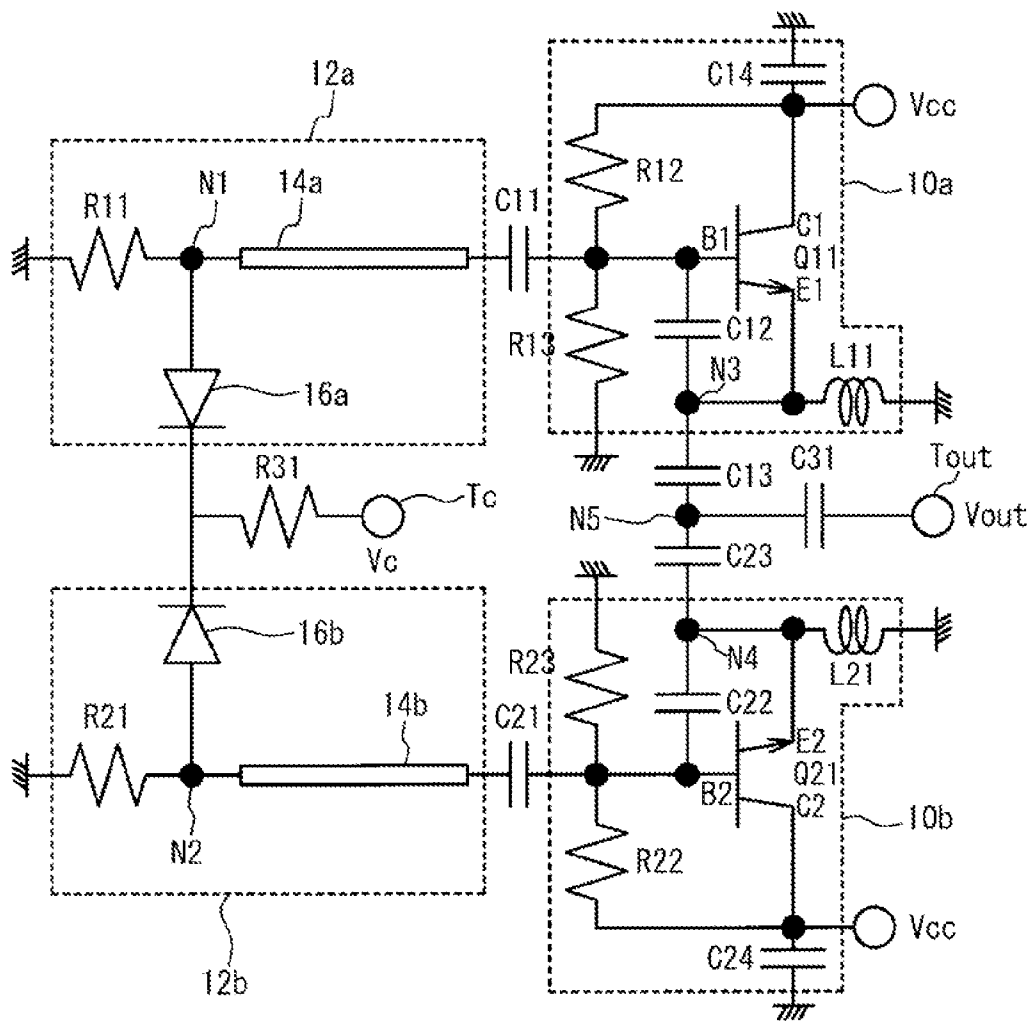 12a
C14
Vcc
N1
14a
R11
C11
R12
10a
B1
C1
Q11
E1
R13
C12
L11
16a
N3
R31
C13
C31
Tout
Tc
N5
Vout
Vc
C23
16b
N4
L21
R23
R21
14b
C21
C22
E2
Q21
B2
C2
N2
R22
10b
Vcc
C24
12b